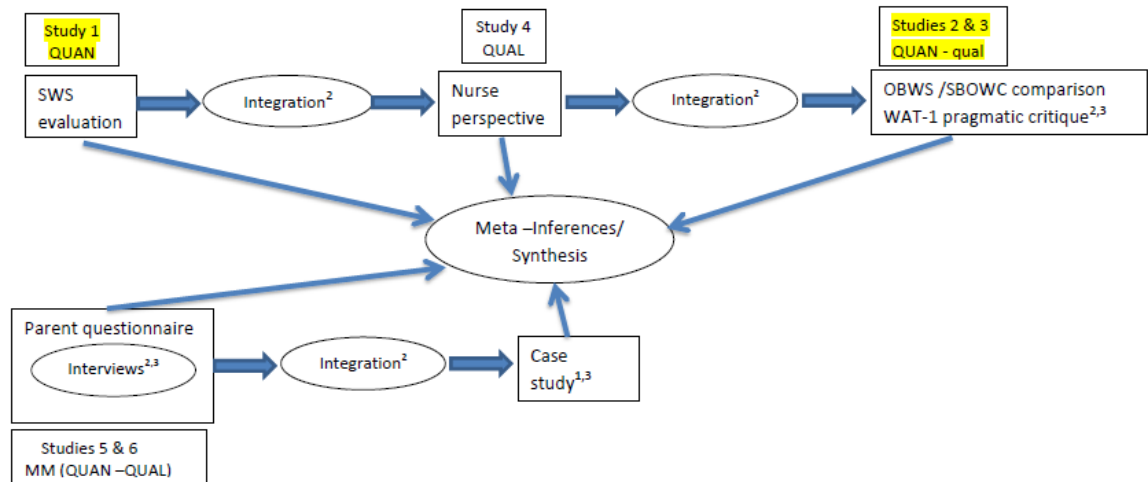 Study 1
QUAN
SWS
evaluation
Integration²
Study 4
QUAL
Nurse
perspective
Integration²
Studies 2 & 3
QUAN - qual
OBWS /SBOWC comparison
WAT-1 pragmatic critique²,³
Meta –Inferences/
Synthesis
Parent questionnaire
Interviews²,³
Integration²
Case
study¹,³
Studies 5 & 6
MM (QUAN –QUAL)